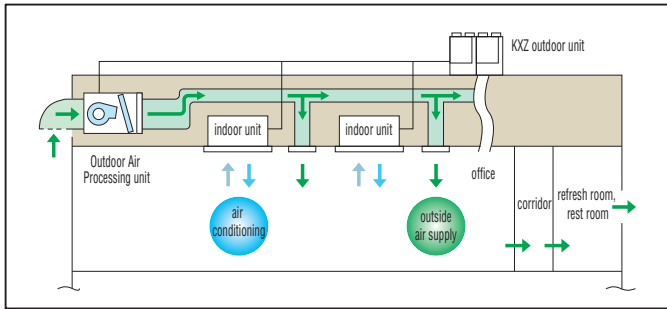 KXZ outdoor unit
indoor unit
indoor unit
Outdoor Air
Processing unit
office
air
conditioning
outside
air supply
corridor
refresh room,
rest room